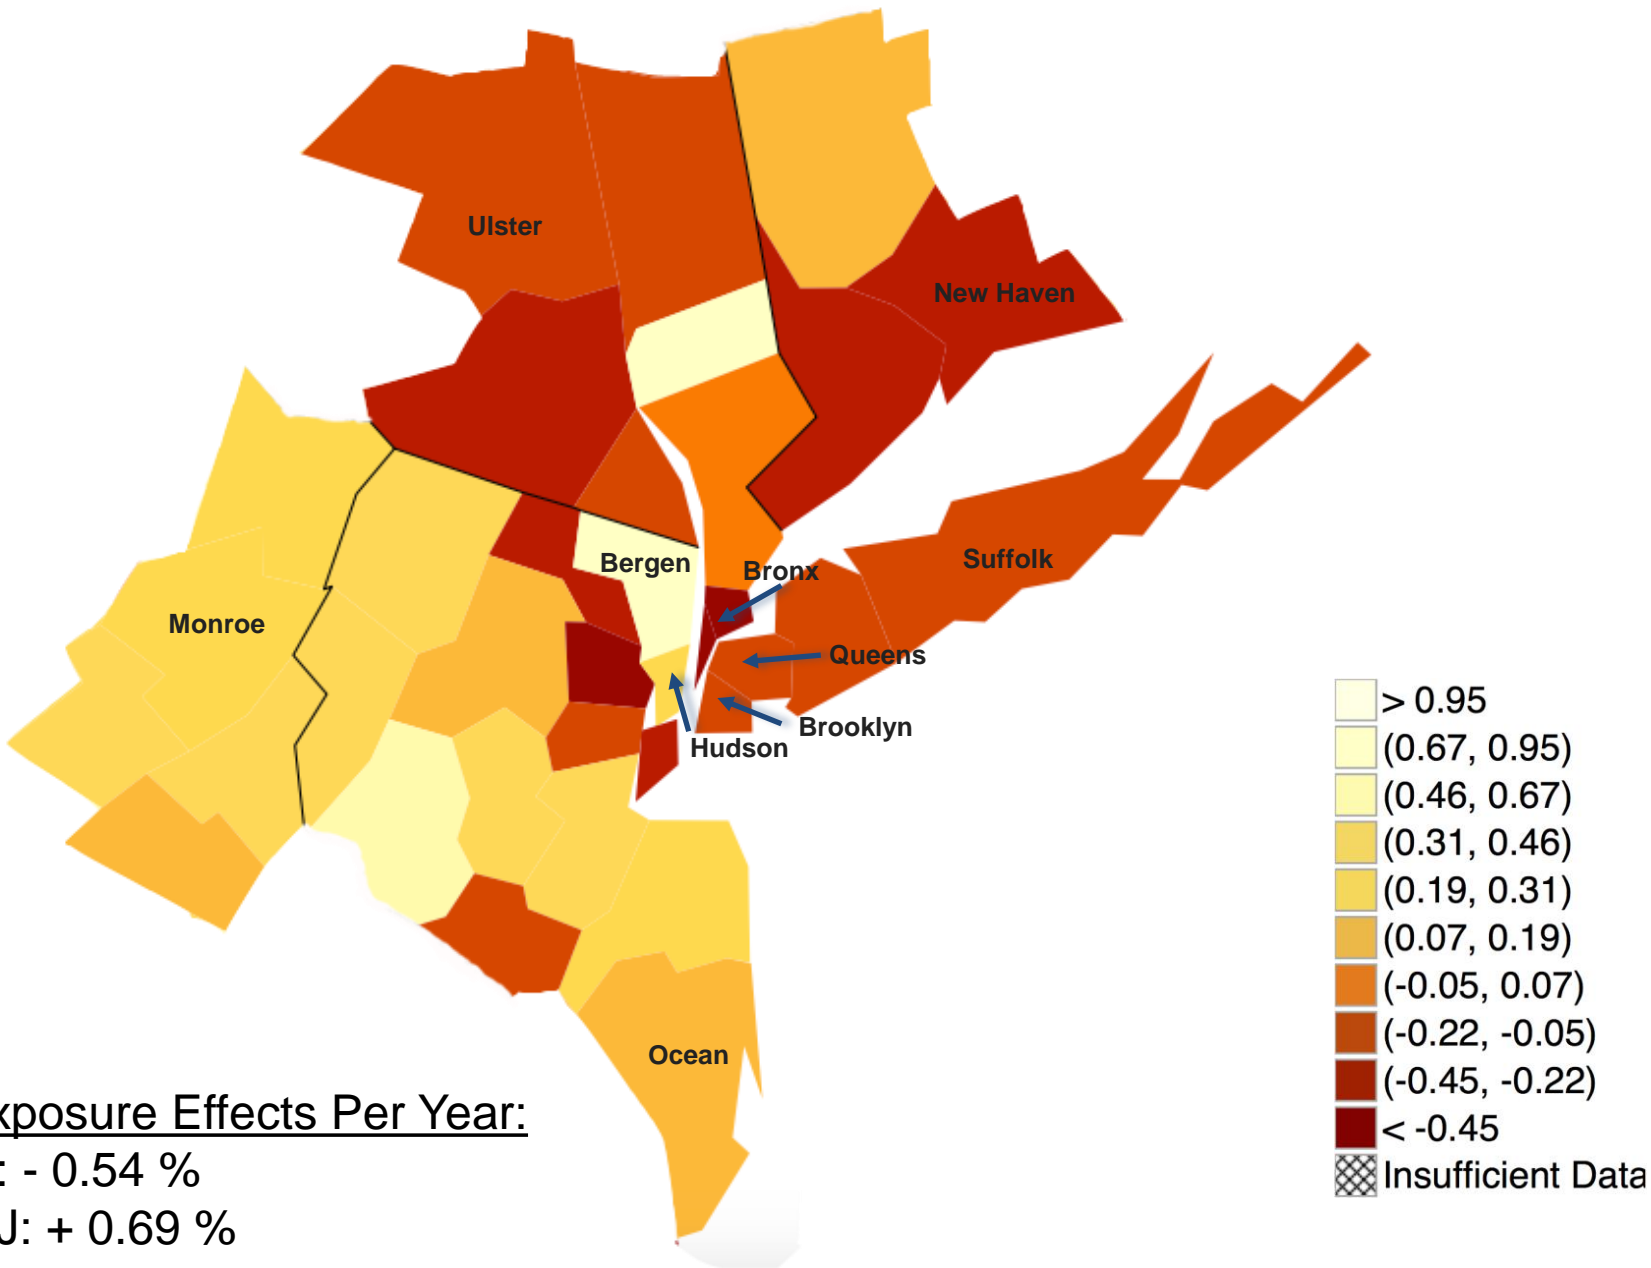 Ulster
New Haven
Suffolk
Bergen
Bronx
Monroe
Queens
Brooklyn
Hudson
Ocean
> 0.95
(0.67, 0.95)
(0.46, 0.67)
(0.31, 0.46)
(0.19, 0.31)
(0.07, 0.19)
(-0.05, 0.07)
(-0.22, -0.05)
(-0.45, -0.22)
< -0.45
Insufficient Data
xposure Effects Per Year:
: - 0.54 %
J: + 0.69 %